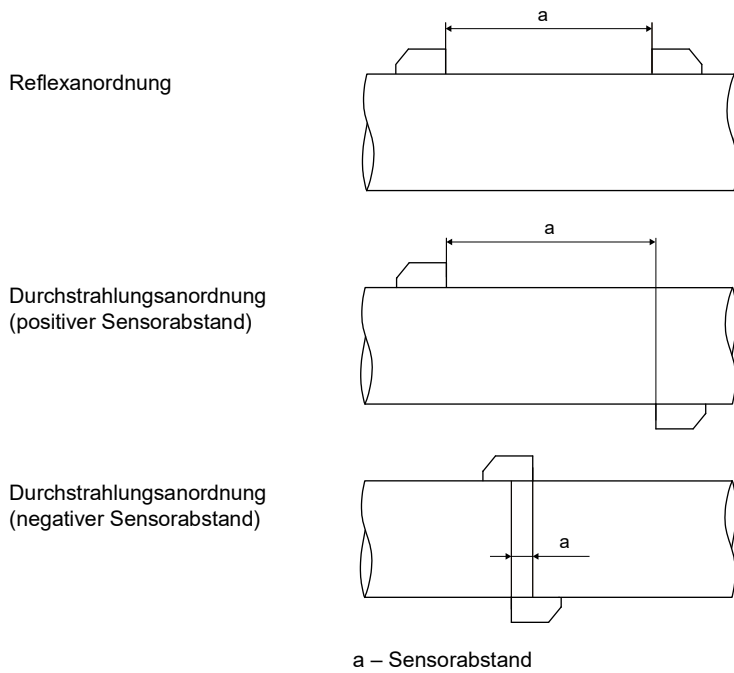 a
Reflexanordnung
a
Durchstrahlungsanordnung
(positiver Sensorabstand)
Durchstrahlungsanordnung
(negativer Sensorabstand)
a
a – Sensorabstand